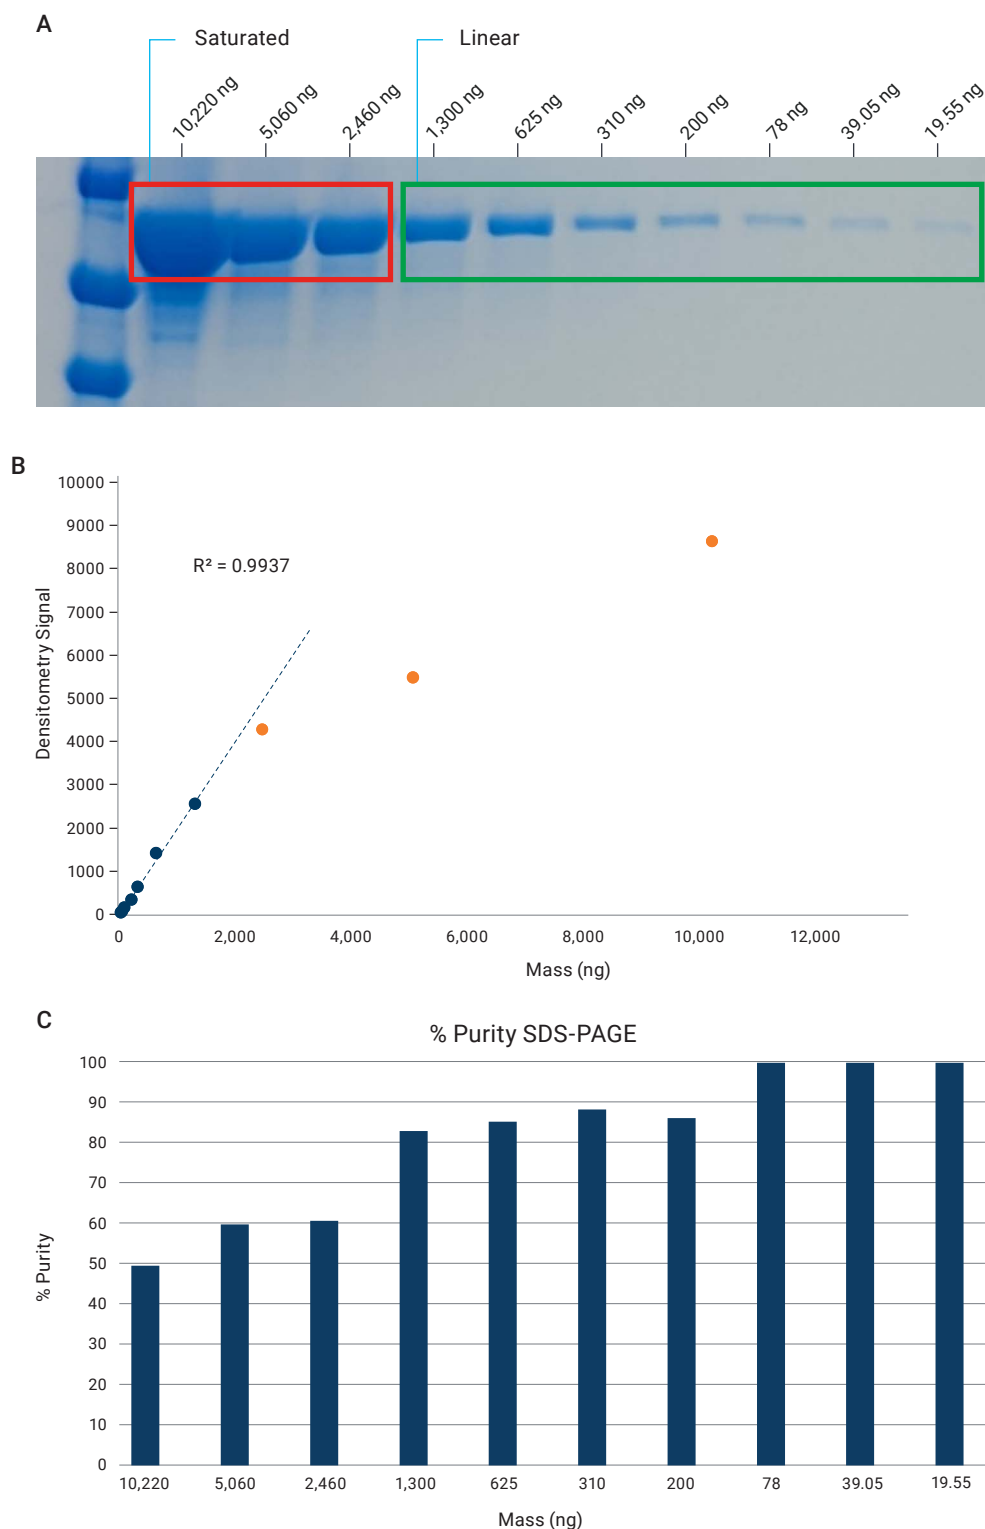 A
Saturated
Linear
10,220 ng
5,060 ng
2,460 ng
1,300 ng
625 ng
310 ng
200 ng
78 ng
39.05 ng
19.55 ng
B
10000
9000
8000
7000
6000
5000
4000
3000
2000
1000
0
Densitometry Signal
R² = 0.9937
0 2,000 4,000 6,000 8,000 10,000 12,000
Mass (ng)
C
% Purity SDS-PAGE
100
90
80
70
60
50
40
30
20
10
0
% Purity
10,220 5,060 2,460 1,300 625 310 200 78 39.05 19.55
Mass (ng)